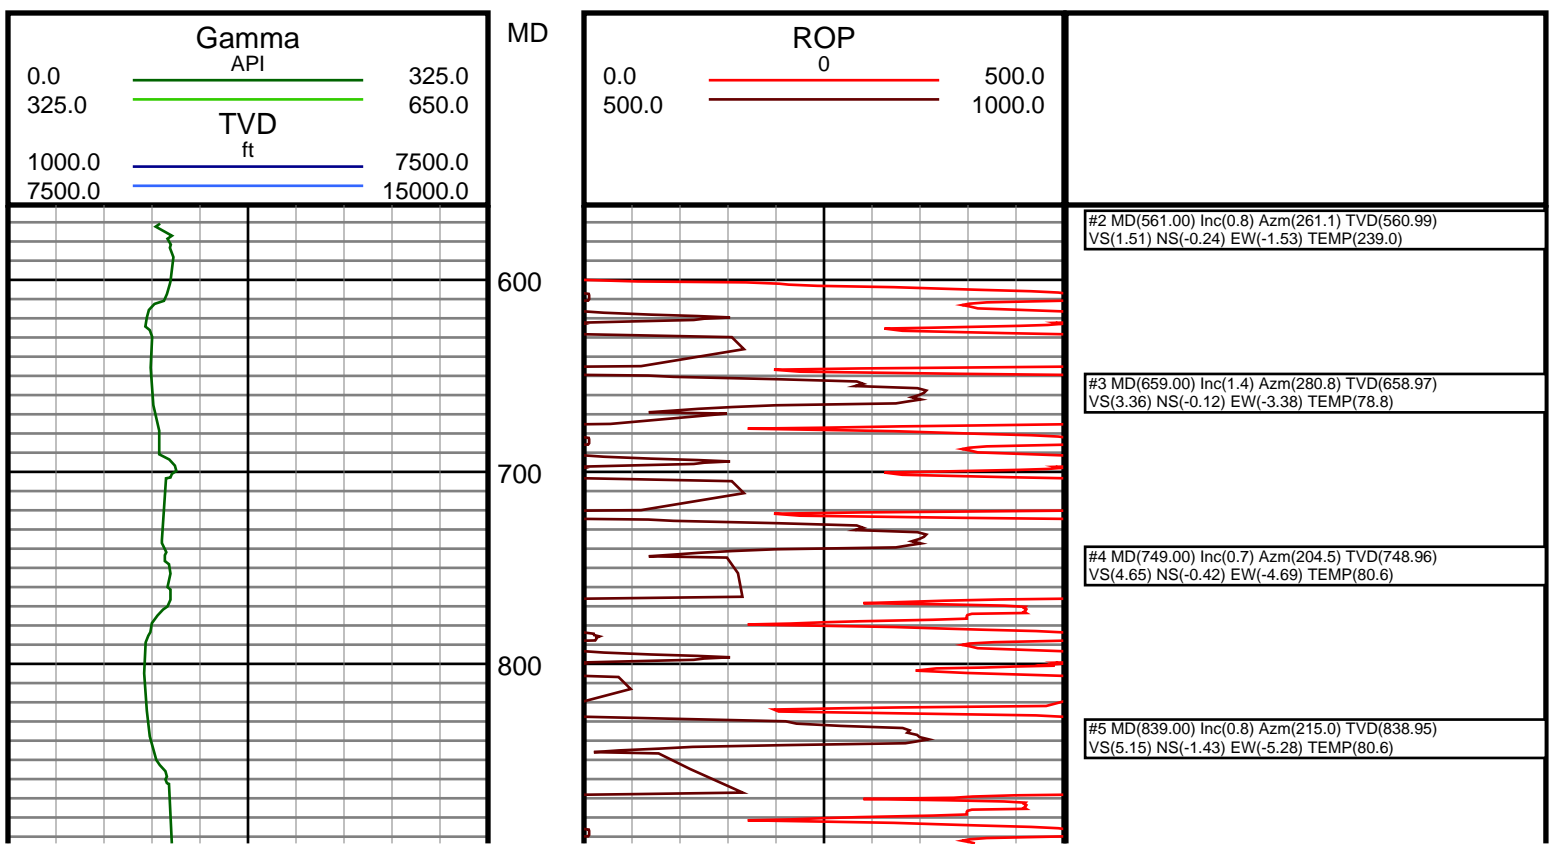 Gamma
API
0.0 325.0
325.0 650.0
TVD
ft
1000.0 7500.0
7500.0 15000.0
MD
ROP
0
0.0 500.0
500.0 1000.0
#2 MD(561.00) Inc(0.8) Azm(261.1) TVD(560.99)
VS(1.51) NS(-0.24) EW(-1.53) TEMP(239.0)
600
#3 MD(659.00) Inc(1.4) Azm(280.8) TVD(658.97)
VS(3.36) NS(-0.12) EW(-3.38) TEMP(78.8)
700
#4 MD(749.00) Inc(0.7) Azm(204.5) TVD(748.96)
VS(4.65) NS(-0.42) EW(-4.69) TEMP(80.6)
800
#5 MD(839.00) Inc(0.8) Azm(215.0) TVD(838.95)
VS(5.15) NS(-1.43) EW(-5.28) TEMP(80.6)